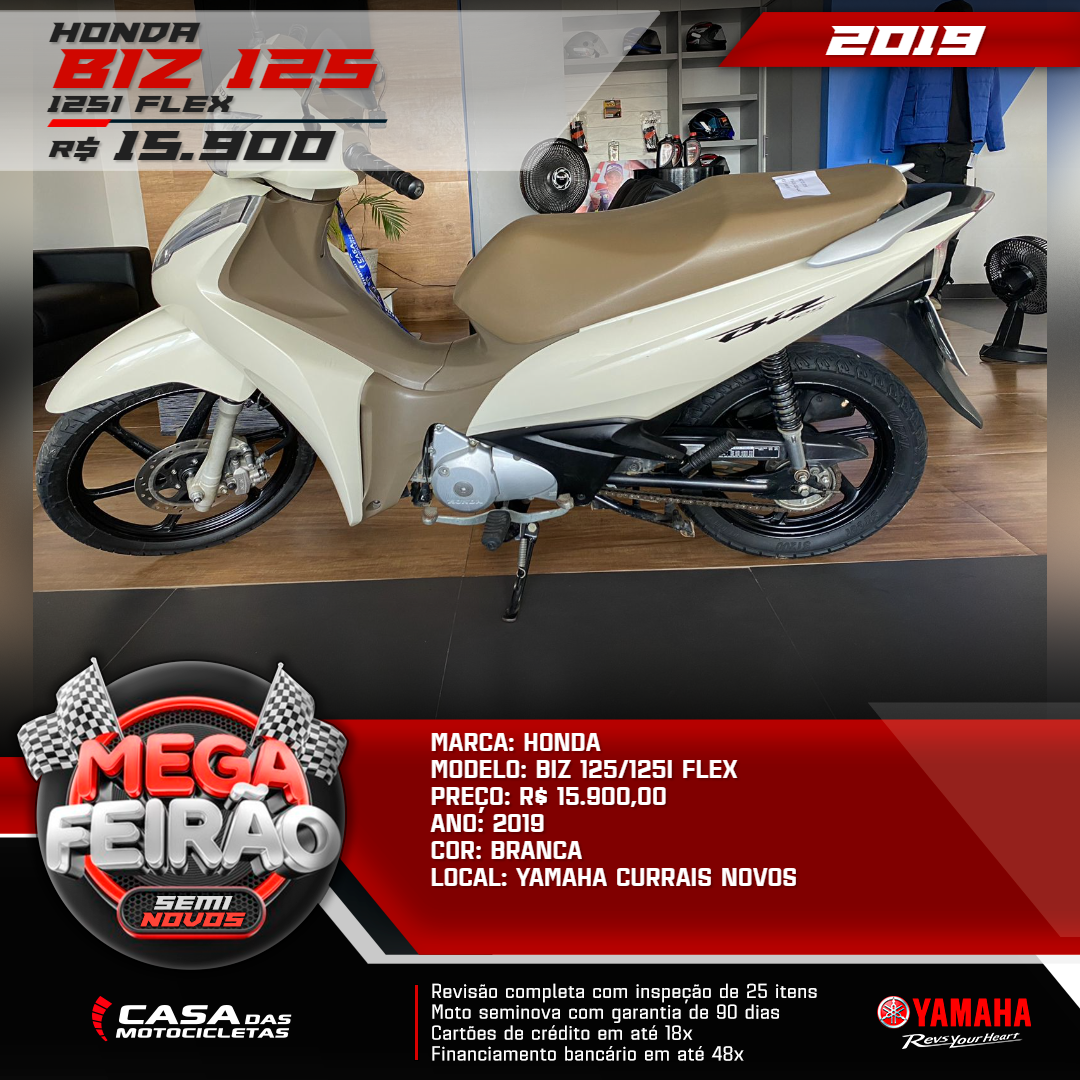 HONDA
BIZ 125
125I FLEX
R$ 15.900
2019
BIZ 125
HONDA
MEGA
FEIRÃO
SEMI
NOVOS
MARCA: HONDA
MODELO: BIZ 125/125I FLEX
PREÇO: R$ 15.900,00
ANO: 2019
COR: BRANCA
LOCAL: YAMAHA CURRAIS NOVOS
CASA DAS
MOTOCICLETAS
Revisão completa com inspeção de 25 itens
Moto seminova com garantia de 90 dias
Cartões de crédito em até 18x
Financiamento bancário em até 48x
YAMAHA
Revs Your Heart